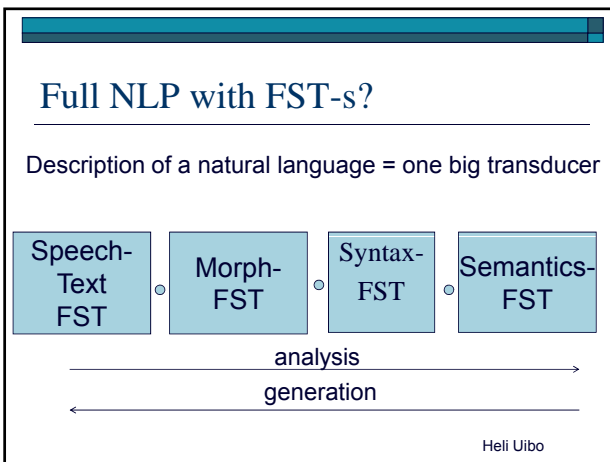 Full NLP with FST-s?
Description of a natural language = one big transducer
Speech-
Text
FST
Morph-
FST
Syntax-
FST
Semantics-
FST
analysis
generation
Heli Uibo